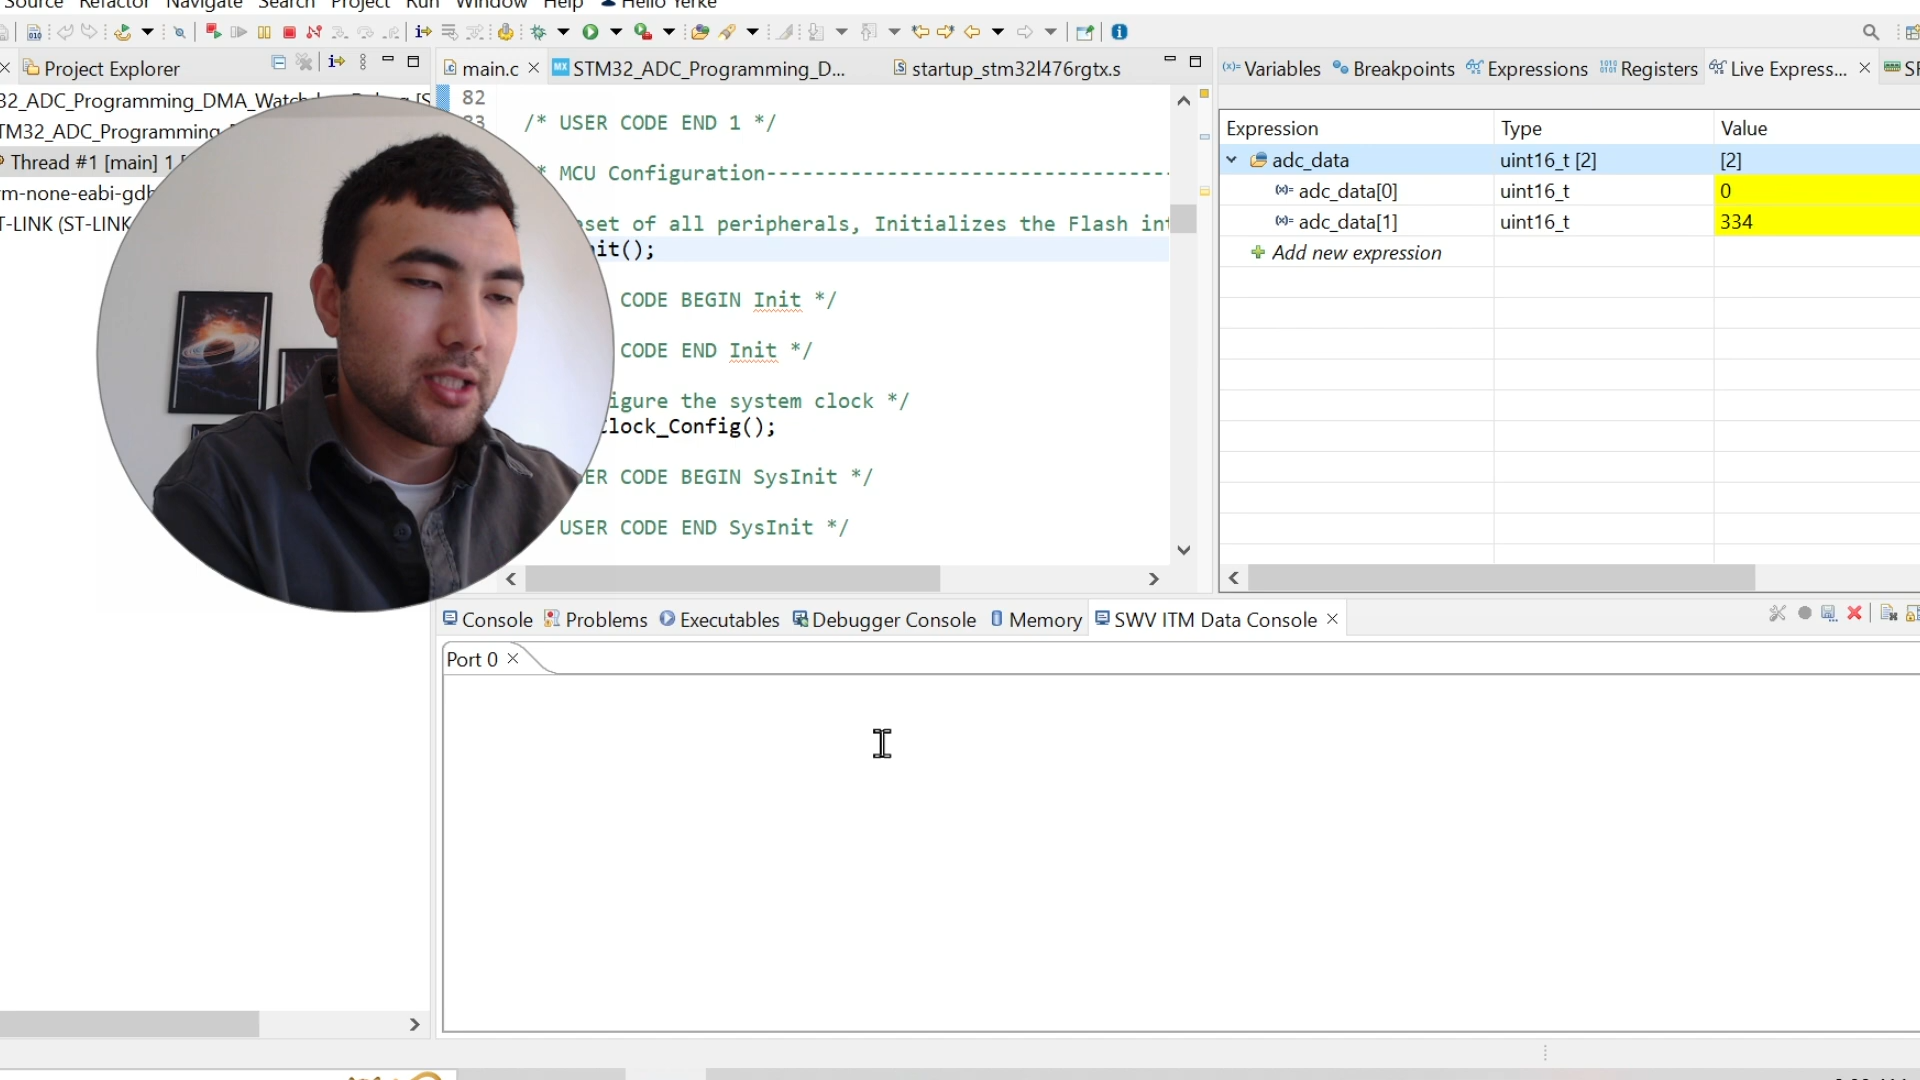 Source Refactor Navigate Search Project Run Window Help Hello Yerke
Project Explorer
main.c
STM32_ADC_Programming_D...
startup_stm32l476rgtx.s
Variables
Breakpoints
Expressions
Registers
Live Express...
32_ADC_Programming_DMA_Watch
TM32_ADC_Programming
Thread #1 [main] 1
rm-none-eabi-gdb
T-LINK (ST-LINK
82
83
/* USER CODE END 1 */
* MCU Configuration----------------------------------
set of all peripherals, Initializes the Flash int
it();
CODE BEGIN Init */
CODE END Init */
igure the system clock */
Clock_Config();
ER CODE BEGIN SysInit */
USER CODE END SysInit */
Expression Type Value
adc_data uint16_t [2] [2]
adc_data[0] uint16_t 0
adc_data[1] uint16_t 334
Add new expression
Console
Problems
Executables
Debugger Console
Memory
SWV ITM Data Console
Port 0